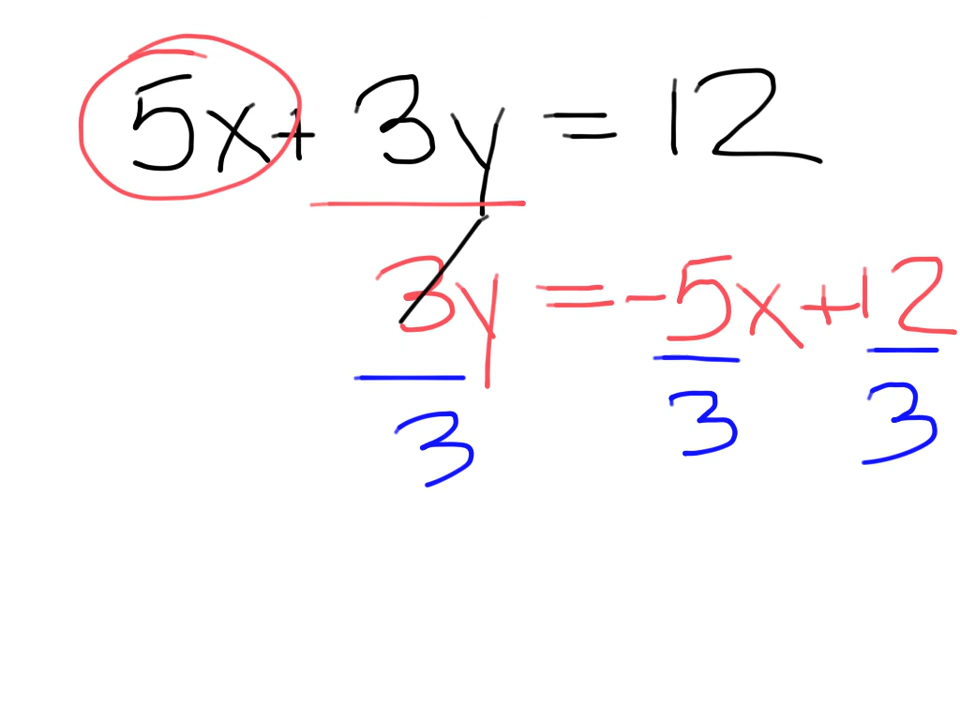 5x+ 3y = 12
3y = -5x+12
3 3 3